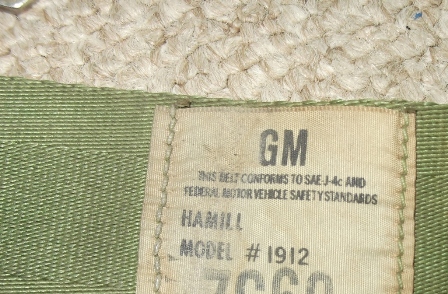 GM
THIS BELT CONFORMS TO SAE J-4c AND
FEDERAL MOTOR VEHICLE SAFETY STANDARDS
HAMILL
MODEL # 1912